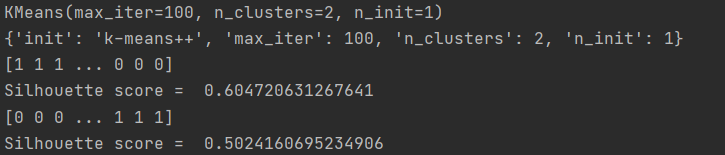 KMeans(max_iter=100, n_clusters=2, n_init=1)
{'init': 'k-means++', 'max_iter': 100, 'n_clusters': 2, 'n_init': 1}
[1 1 1 ... 0 0 0]
Silhouette score =  0.604720631267641
[0 0 0 ... 1 1 1]
Silhouette score =  0.5024160695234906